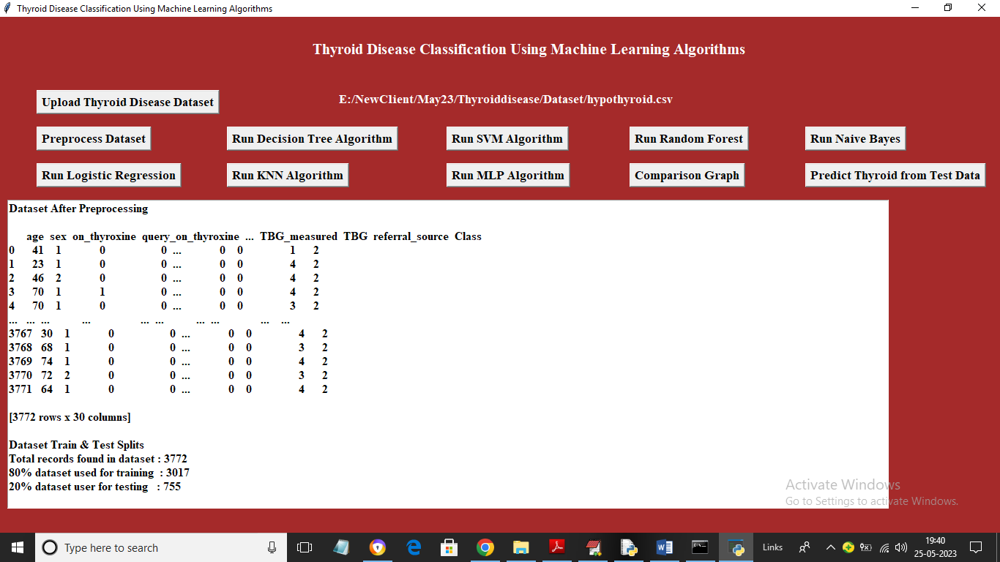 Thyroid Disease Classification Using Machine Learning Algorithms
Thyroid Disease Classification Using Machine Learning Algorithms
Upload Thyroid Disease Dataset
E:/NewClient/May23/Thyroiddisease/Dataset/hypothyroid.csv
Preprocess Dataset
Run Decision Tree Algorithm
Run SVM Algorithm
Run Random Forest
Run Naive Bayes
Run Logistic Regression
Run KNN Algorithm
Run MLP Algorithm
Comparison Graph
Predict Thyroid from Test Data
Dataset After Preprocessing
age sex on_thyroxine query_on_thyroxine ... TBG_measured TBG referral_source Class
0 41 1 0 0 ... 0 0 1 2
1 23 1 0 0 ... 0 0 4 2
2 46 2 0 0 ... 0 0 4 2
3 70 1 1 0 ... 0 0 4 2
4 70 1 0 0 ... 0 0 3 2
... ... ... ... ... ... ... ... ... ...
3767 30 1 0 0 ... 0 0 4 2
3768 68 1 0 0 ... 0 0 3 2
3769 74 1 0 0 ... 0 0 4 2
3770 72 2 0 0 ... 0 0 3 2
3771 64 1 0 0 ... 0 0 4 2
[3772 rows x 30 columns]
Dataset Train & Test Splits
Total records found in dataset : 3772
80% dataset used for training : 3017
20% dataset user for testing : 755
Activate Windows
Go to Settings to activate Windows.
Type here to search
Links
19:40
25-05-2023